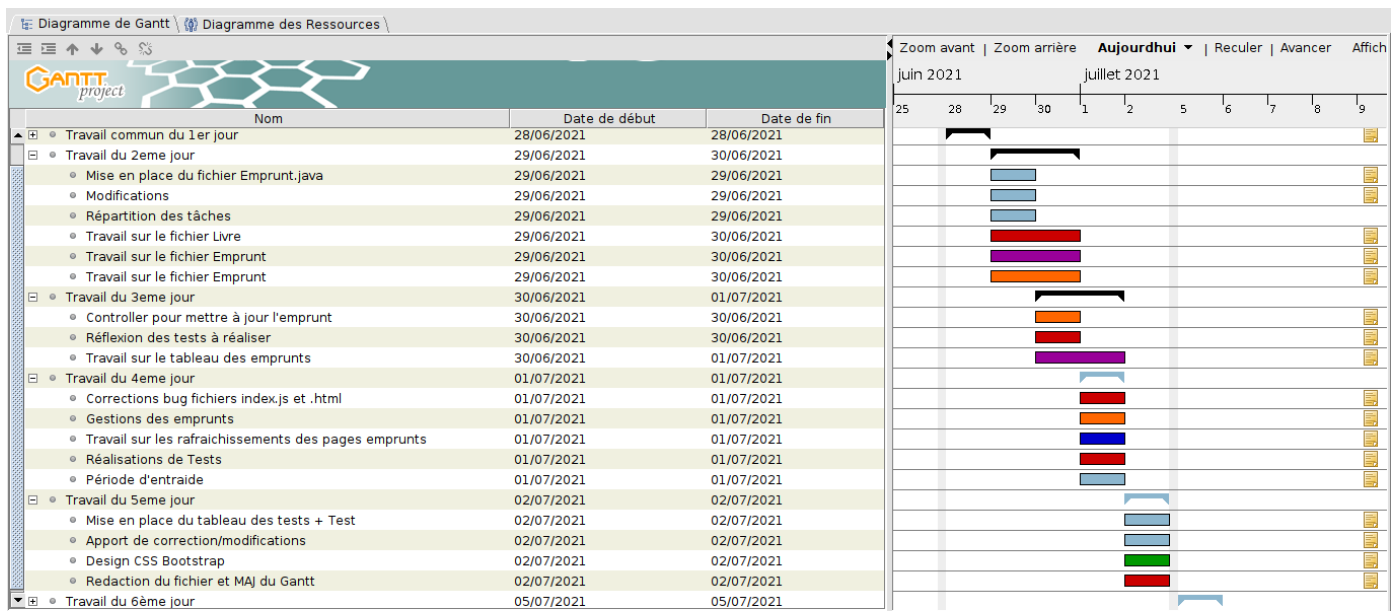 Diagramme de Gantt Diagramme des Ressources
Zoom avant | Zoom arrière Aujourdhui | Reculer | Avancer Affich
GANTT project
juin 2021 juillet 2021
25 28 29 30 1 2 5 6 7 8 9
Nom Date de début Date de fin
Travail commun du 1er jour 28/06/2021 28/06/2021
Travail du 2eme jour 29/06/2021 30/06/2021
Mise en place du fichier Emprunt.java 29/06/2021 29/06/2021
Modifications 29/06/2021 29/06/2021
Répartition des tâches 29/06/2021 29/06/2021
Travail sur le fichier Livre 29/06/2021 30/06/2021
Travail sur le fichier Emprunt 29/06/2021 30/06/2021
Travail sur le fichier Emprunt 29/06/2021 30/06/2021
Travail du 3eme jour 30/06/2021 01/07/2021
Controller pour mettre à jour l'emprunt 30/06/2021 30/06/2021
Réflexion des tests à réaliser 30/06/2021 30/06/2021
Travail sur le tableau des emprunts 30/06/2021 01/07/2021
Travail du 4eme jour 01/07/2021 01/07/2021
Corrections bug fichiers index.js et .html 01/07/2021 01/07/2021
Gestions des emprunts 01/07/2021 01/07/2021
Travail sur les rafraichissements des pages emprunts 01/07/2021 01/07/2021
Réalisations de Tests 01/07/2021 01/07/2021
Période d'entraide 01/07/2021 01/07/2021
Travail du 5eme jour 02/07/2021 02/07/2021
Mise en place du tableau des tests + Test 02/07/2021 02/07/2021
Apport de correction/modifications 02/07/2021 02/07/2021
Design CSS Bootstrap 02/07/2021 02/07/2021
Redaction du fichier et MAJ du Gantt 02/07/2021 02/07/2021
Travail du 6ème jour 05/07/2021 05/07/2021